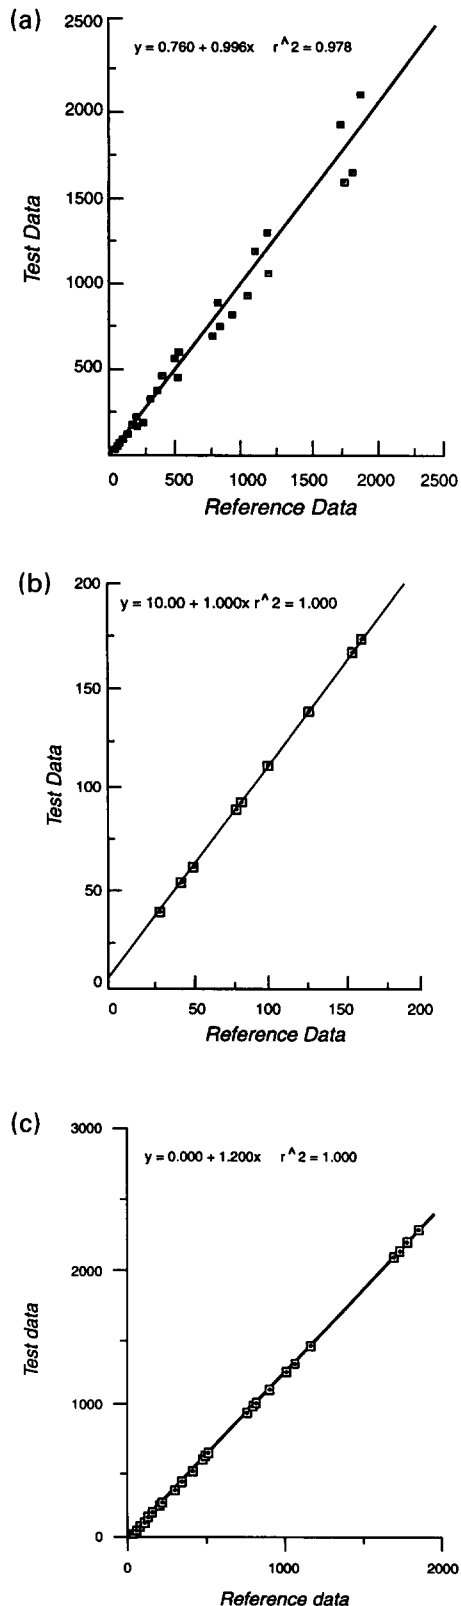 (a)
2500
y = 0.760 + 0.996x r^2 = 0.978
2000
1500
1000
500
Test Data
0 500 1000 1500 2000 2500
Reference Data
(b)
200
y = 10.00 + 1.000x r^2 = 1.000
150
100
50
0
Test Data
0 50 100 150 200
Reference Data
(c)
3000
y = 0.000 + 1.200x r^2 = 1.000
2000
1000
0
Test data
0 1000 2000
Reference data